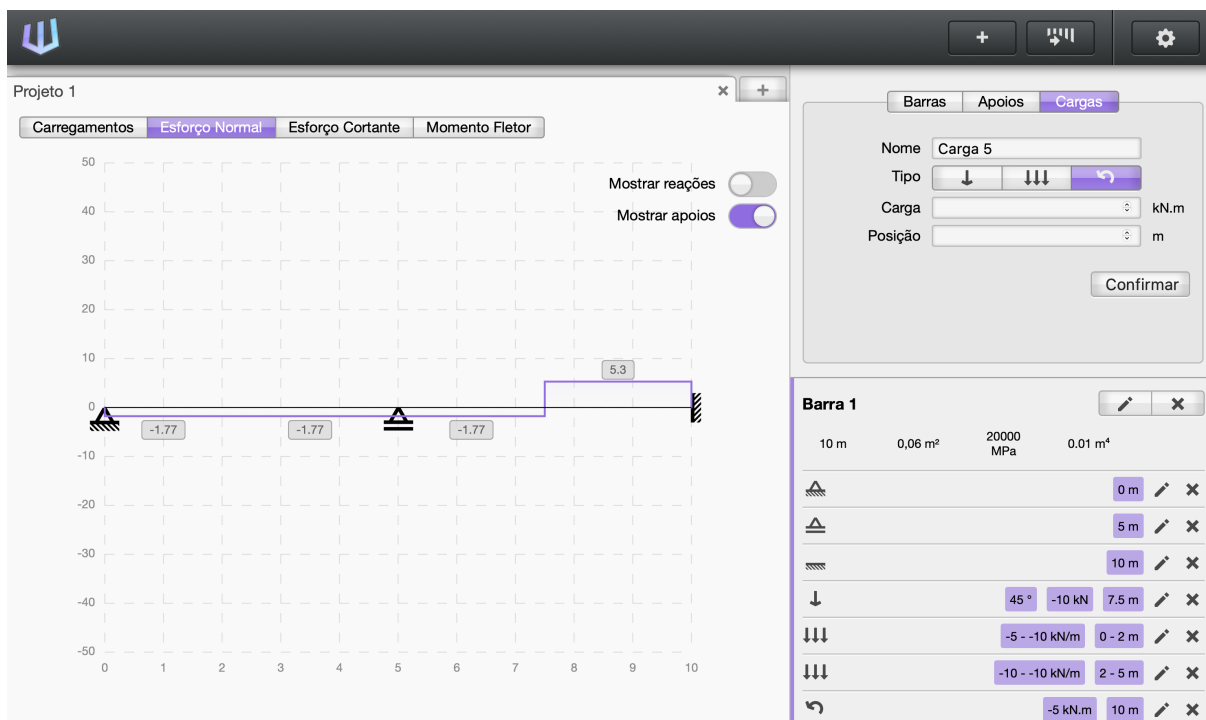 +
Projeto 1
+
Carregamentos Esforço Normal Esforço Cortante Momento Fletor
Mostrar reações
Mostrar apoios
50
40
30
20
10
0
-10
-20
-30
-40
-50
0 1 2 3 4 5 6 7 8 9 10
-1.77 -1.77 -1.77 5.3
Barras Apoios Cargas
Nome Carga 5
Tipo
Carga kN.m
Posição m
Confirmar
Barra 1
10 m 0,06 m² 20000 MPa 0.01 m⁴
0 m
5 m
10 m
45 ° -10 kN 7.5 m
-5 - -10 kN/m 0 - 2 m
-10 - -10 kN/m 2 - 5 m
-5 kN.m 10 m